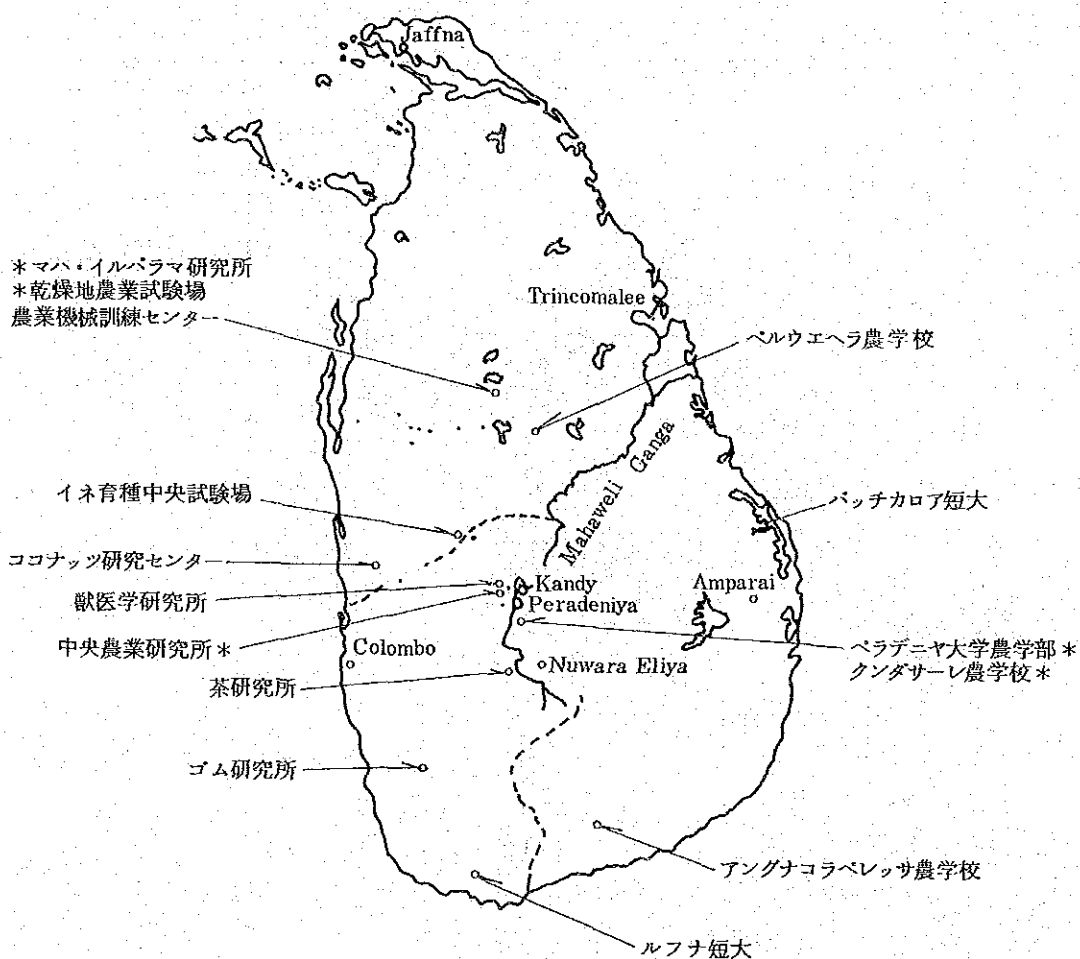 Jaffna
*マハ・イルパラマ研究所
*乾燥地農業試験場
農業機械訓練センター
Trincomalee
ペルウエヘラ農学校
Mahaweli Ganga
イネ育種中央試験場
バッチカロア短大
ココナッツ研究センター
Kandy
Amparai
獣医学研究所
Peradeniya
中央農業研究所*
Colombo
ペラデニヤ大学農学部*
クンダサーレ農学校*
Nuwara Eliya
茶研究所
ゴム研究所
アングナコラペレッサ農学校
ルフナ短大